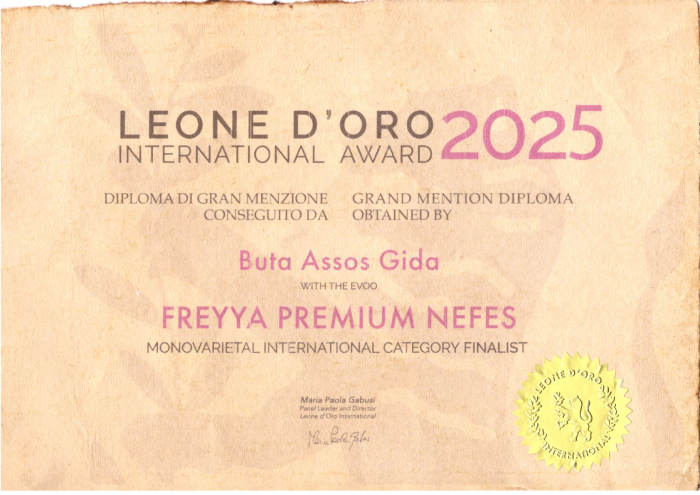 LEONE D'ORO 2025
INTERNATIONAL AWARD
DIPLOMA DI GRAN MENZIONE
CONSEGUITO DA
GRAND MENTION DIPLOMA
OBTAINED BY
Buta Assos Gida
WITH THE EVOO
FREYYA PREMIUM NEFES
MONOVARIETAL INTERNATIONAL CATEGORY FINALIST
Maria Paola Gabusi
Panel Leader and Director
Leone d'Oro International
LEONE D'ORO
INTERNATIONAL